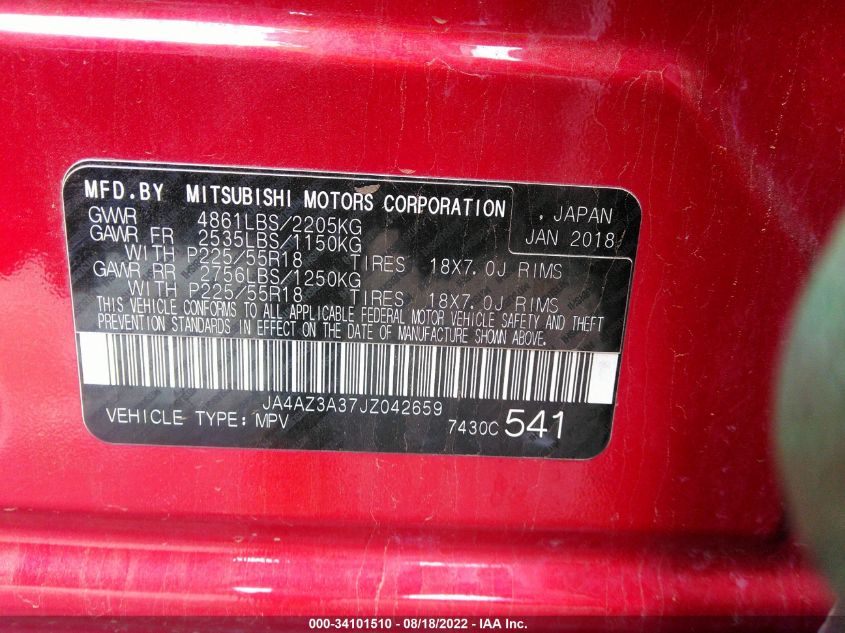 MFD.BY MITSUBISHI MOTORS CORPORATION , JAPAN
GVWR 4861LBS/2205KG JAN 2018
GAWR FR 2535LBS/1150KG
WITH P225/55R18 TIRES 18X7.0J RIMS
GAWR RR 2756LBS/1250KG
WITH P225/55R18 TIRES 18X7.0J RIMS
THIS VEHICLE CONFORMS TO ALL APPLICABLE FEDERAL MOTOR VEHICLE SAFETY AND THEFT
PREVENTION STANDARDS IN EFFECT ON THE DATE OF MANUFACTURE SHOWN ABOVE.
JA4AZ3A37JZ042659
VEHICLE TYPE: MPV 7430C 541
000-34101510 - 08/18/2022 - IAA Inc.